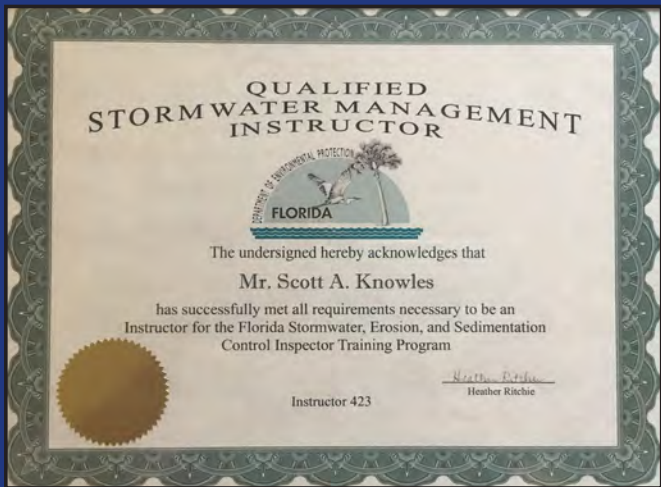 QUALIFIED
STORMWATER MANAGEMENT
INSTRUCTOR
DEPARTMENT OF ENVIRONMENTAL PROTECTION
FLORIDA
The undersigned hereby acknowledges that
Mr. Scott A. Knowles
has successfully met all requirements necessary to be an
Instructor for the Florida Stormwater, Erosion, and Sedimentation
Control Inspector Training Program
Heather Ritchie
Heather Ritchie
Instructor 423